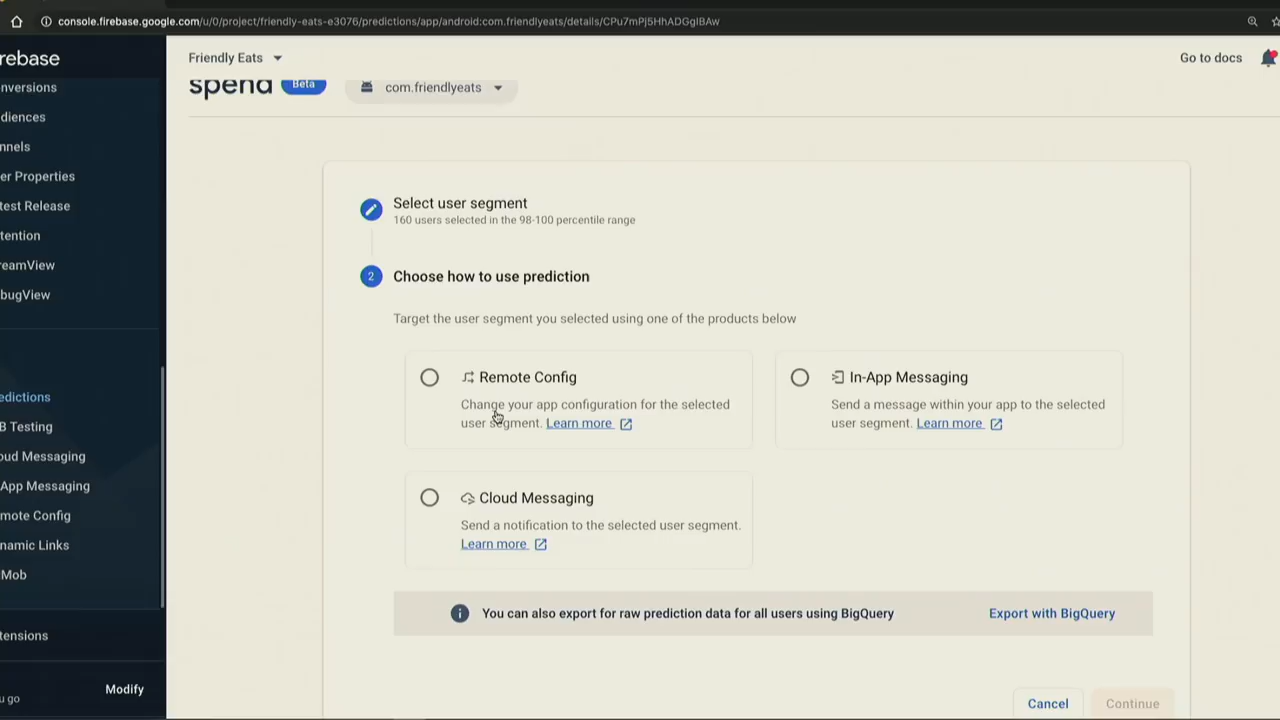 console.firebase.google.com/u/0/project/friendly-eats-e3076/predictions/app/android:com.friendlyeats/details/CPu7mPj5HhADGgIBAw
rebase
Friendly Eats
Go to docs
spend
Beta
com.friendlyeats
nversions
diences
nnels
er Properties
test Release
tention
reamView
bugView
edictions
B Testing
oud Messaging
App Messaging
mote Config
namic Links
Mob
tensions
u go
Modify
Select user segment
160 users selected in the 98-100 percentile range
2
Choose how to use prediction
Target the user segment you selected using one of the products below
Remote Config
Change your app configuration for the selected
user segment. Learn more
In-App Messaging
Send a message within your app to the selected
user segment. Learn more
Cloud Messaging
Send a notification to the selected user segment.
Learn more
You can also export for raw prediction data for all users using BigQuery
Export with BigQuery
Cancel
Continue